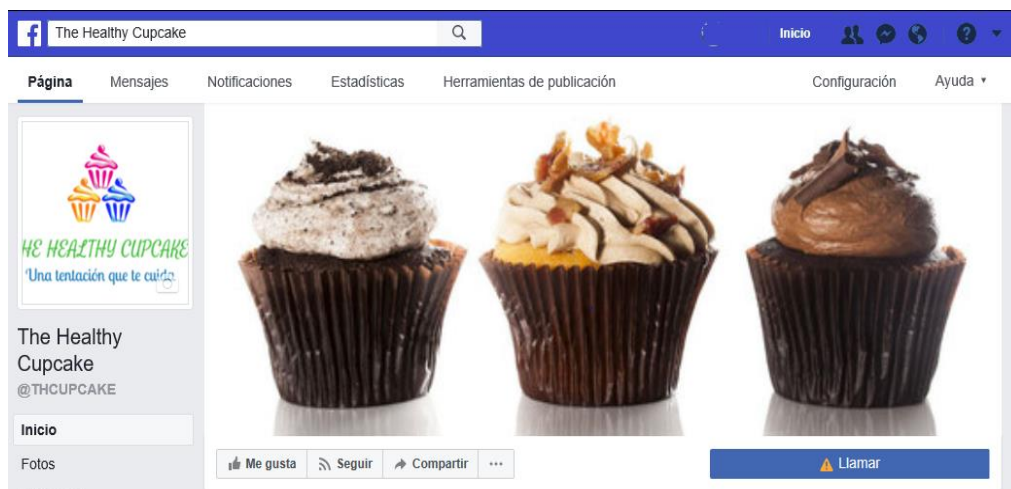 f The Healthy Cupcake Inicio ?
Página Mensajes Notificaciones Estadísticas Herramientas de publicación Configuración Ayuda
HE HEALTHY CUPCAKE
Una tentación que te cuida.
The Healthy
Cupcake
@THCUPCAKE
Inicio
Fotos
Me gusta Seguir Compartir ... Llamar